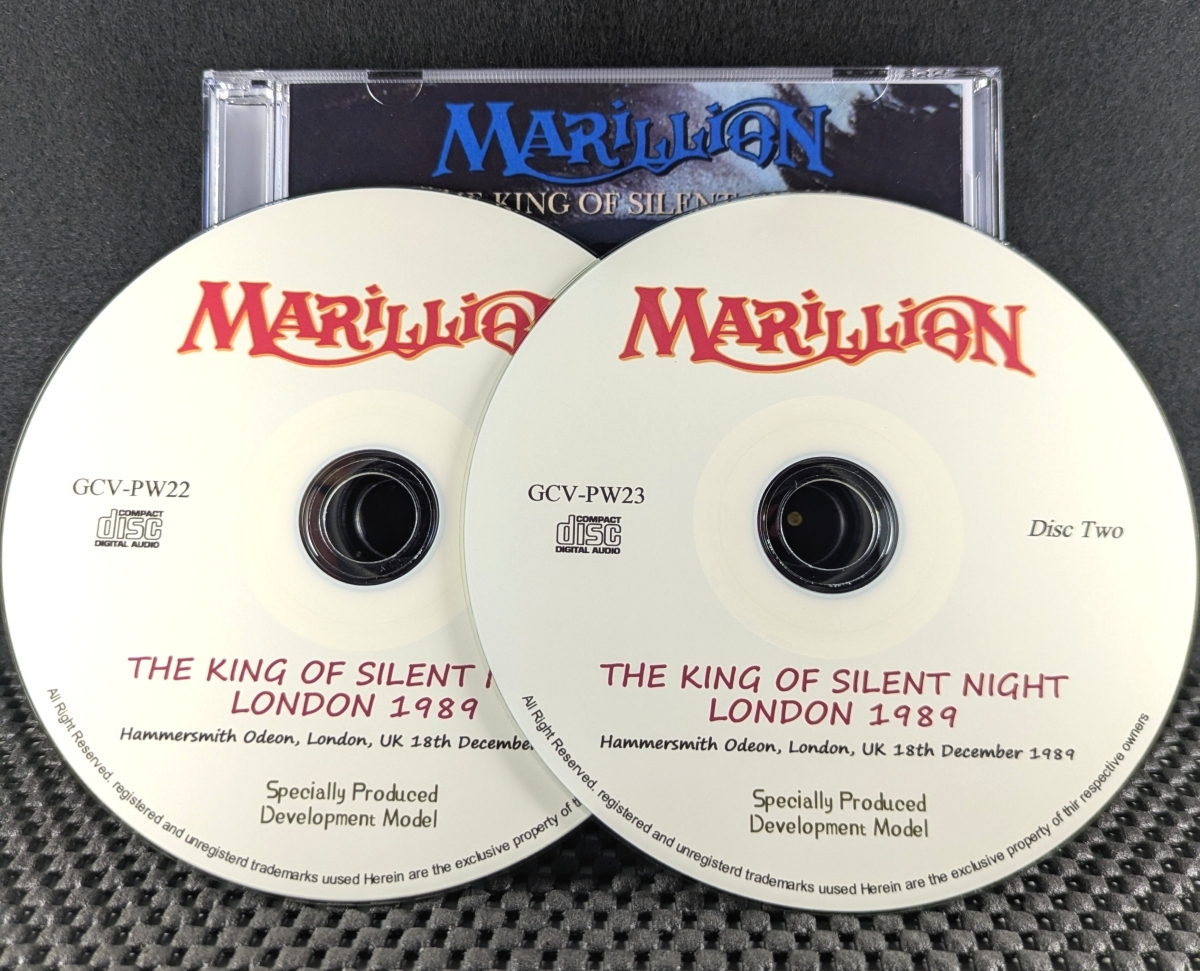 MARILLION
KING OF SILENT
MARILLION
GCV-PW22
COMPACT
disc
DIGITAL AUDIO
THE KING OF SILENT
LONDON 1989
Hammersmith Odeon, London, UK 18th December
Specially Produced
Development Model
All Right Reserved. registered and unregisterd trademarks uused Herein are the exclusive property of
MARILLION
GCV-PW23
COMPACT
disc
DIGITAL AUDIO
Disc Two
THE KING OF SILENT NIGHT
LONDON 1989
Hammersmith Odeon, London, UK 18th December 1989
Specially Produced
Development Model
All Right Reserved. registered and unregisterd trademarks uused Herein are the exclusive property of thir respective owners